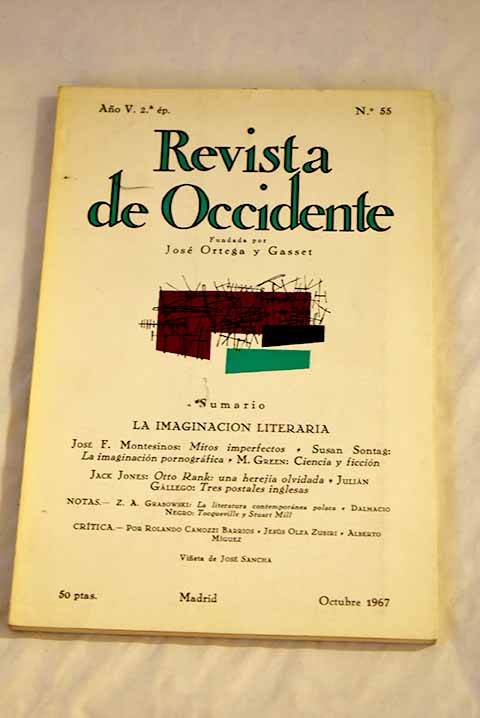 Año V. 2.ª ép. N.º 55
Revista
de Occidente
Fundada por
José Ortega y Gasset
Sumario
LA IMAGINACION LITERARIA
José F. Montesinos: Mitos imperfectos • Susan Sontag:
La imaginación pornográfica • M. Green: Ciencia y ficción
Jack Jones: Otto Rank: una herejía olvidada • Julián
Gállego: Tres postales inglesas
NOTAS.— Z. A. Grabowski: La literatura contemporánea polaca • Dalmacio
Negro: Tocqueville y Stuart Mill
CRÍTICA.— Por Rolando Camozzi Barrios • Jesús Olza Zubiri • Alberto
Míguez
Viñeta de José Sancha
50 ptas. Madrid Octubre 1967